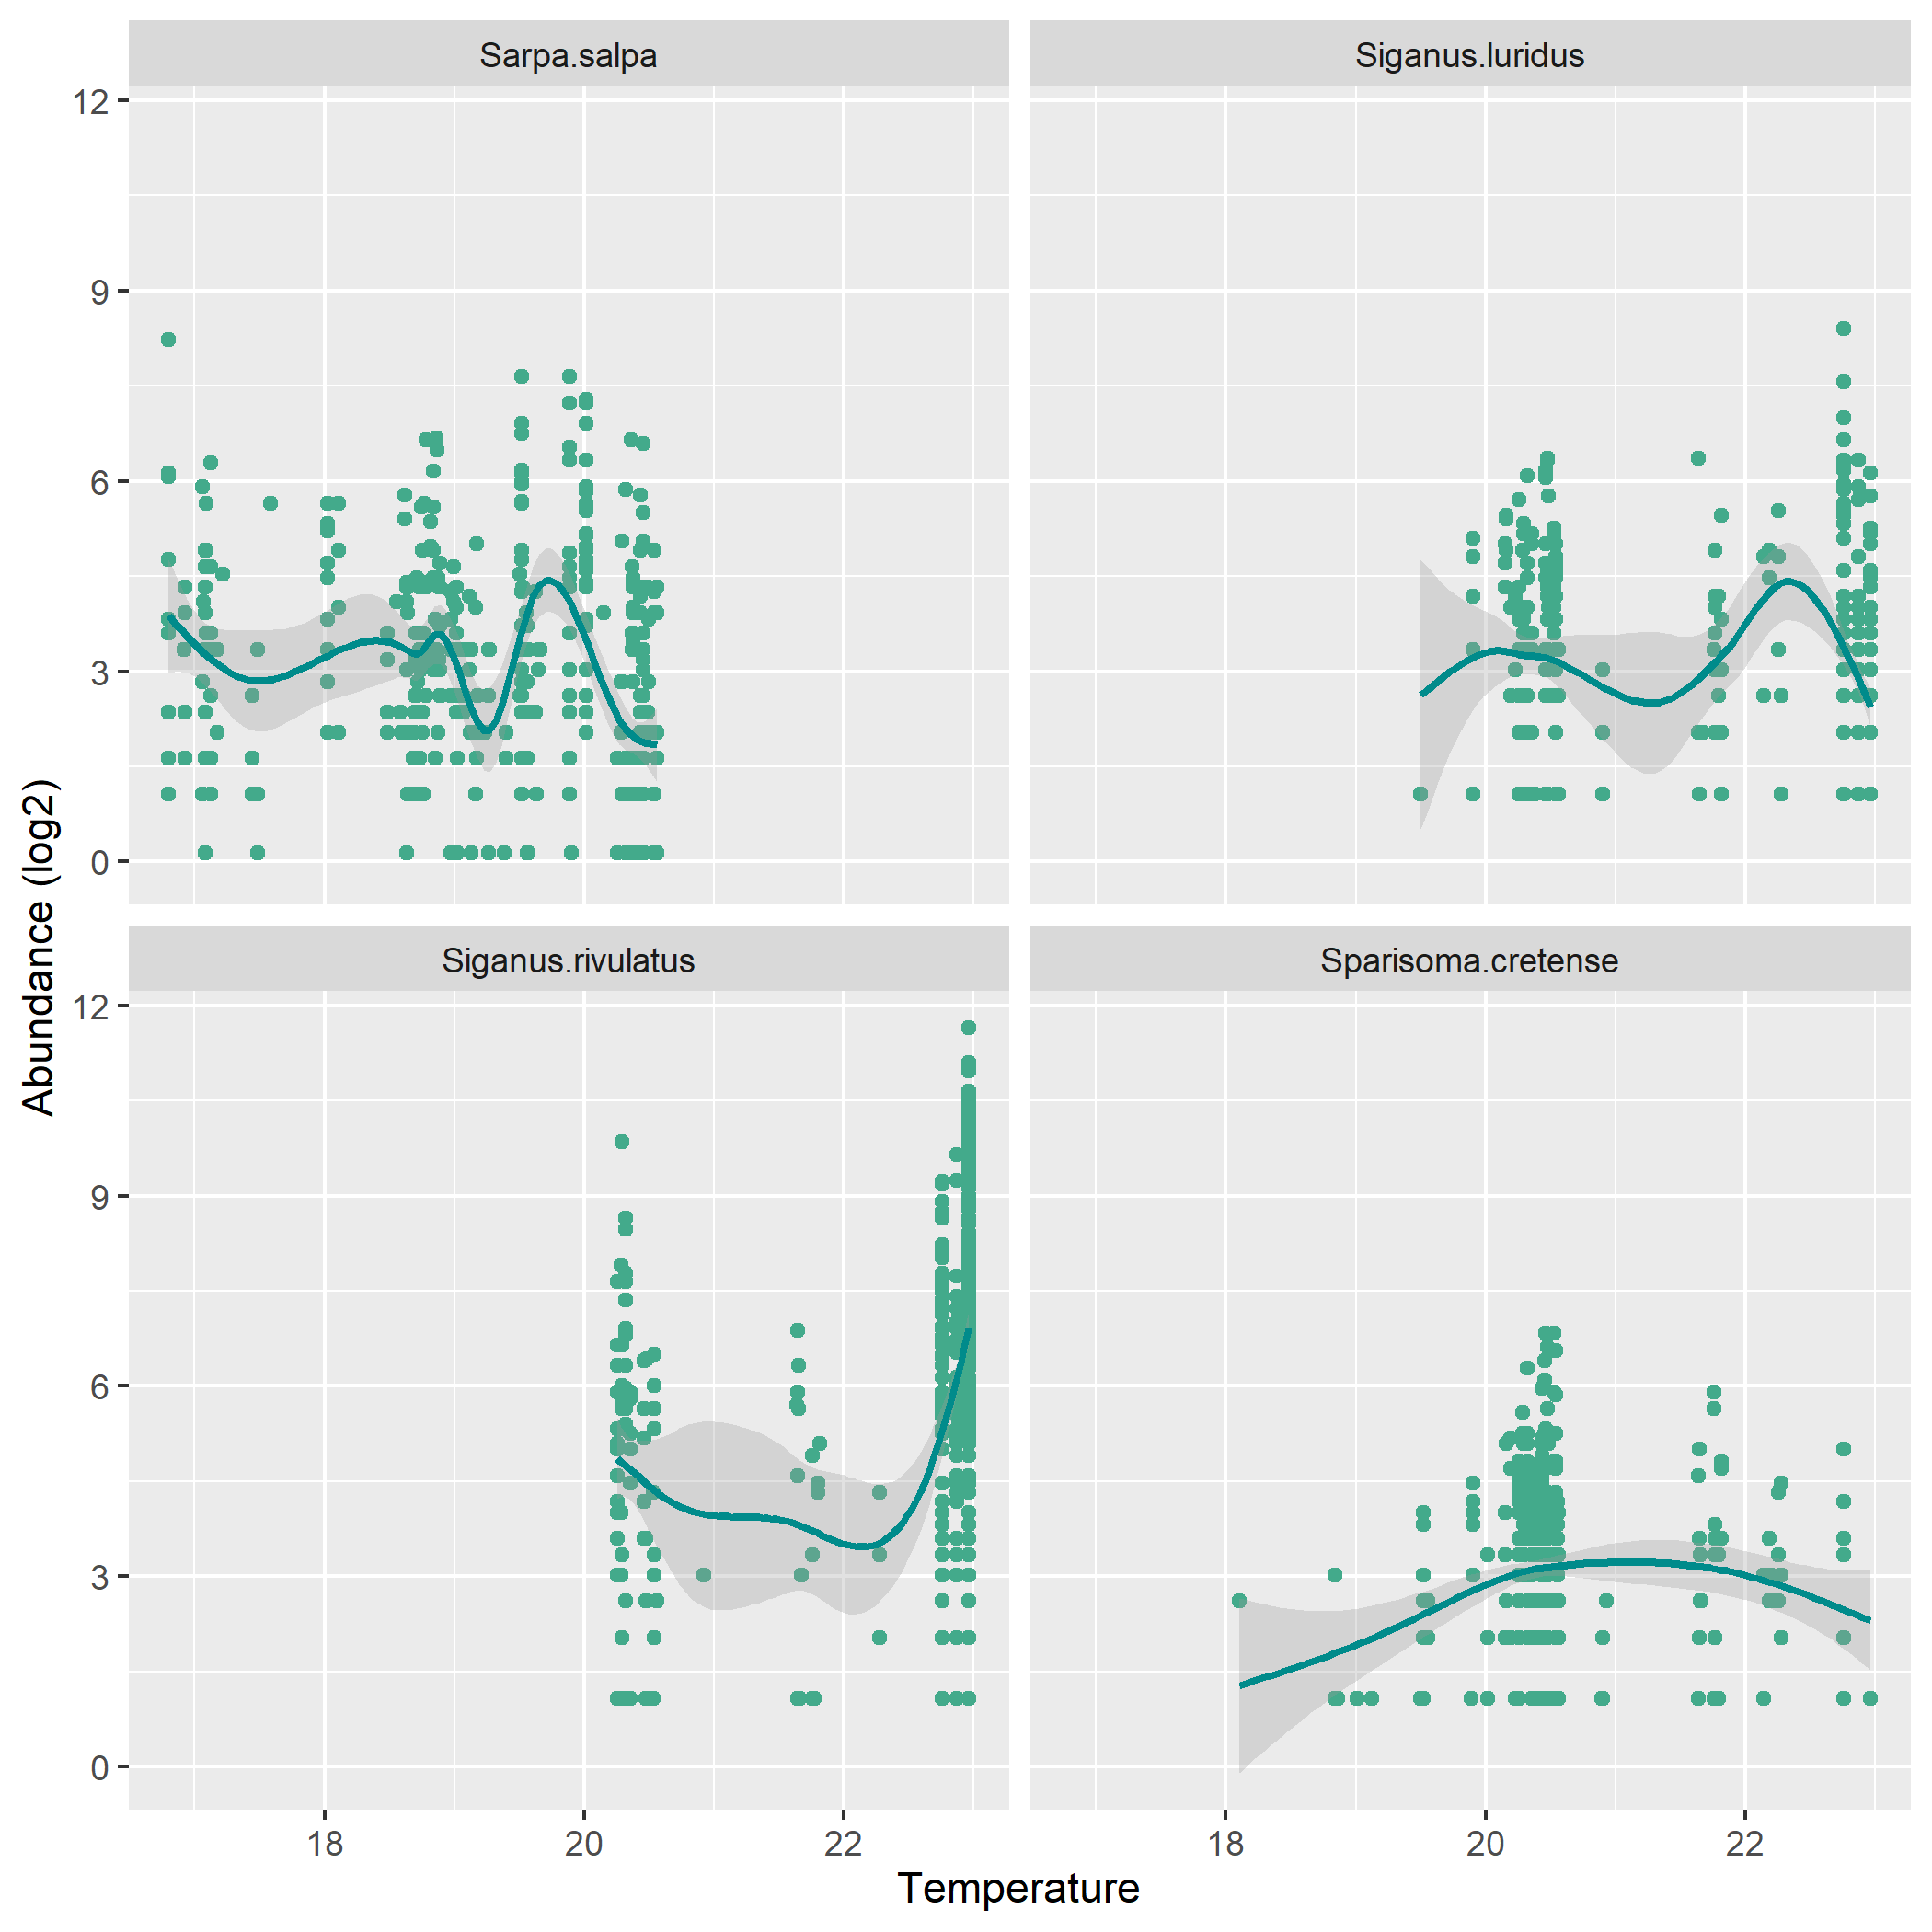 Sarpa.salpa
Siganus.luridus
12
9
6
3
0
Siganus.rivulatus
Sparisoma.cretense
12
9
6
3
0
Abundance (log2)
18
20
22
18
20
22
Temperature